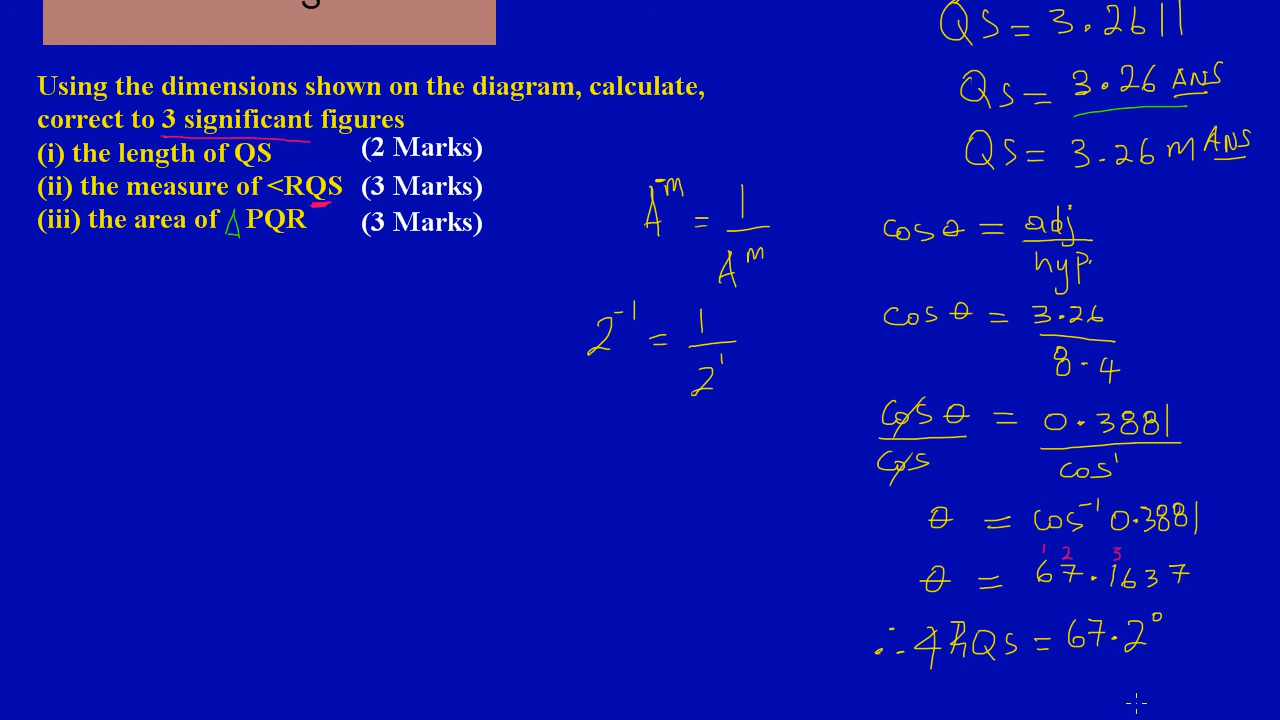 Using the dimensions shown on the diagram, calculate,
correct to 3 significant figures
(i) the length of QS (2 Marks)
(ii) the measure of <RQS (3 Marks)
(iii) the area of △ PQR (3 Marks)
A^-m = 1/A^m
2^-1 = 1/2^1
QS = 3.2611
QS = 3.26 ANS
QS = 3.26 m ANS
cos θ = adj/hyp.
cos θ = 3.26/8.4
cos θ/cos = 0.3881/cos^1
θ = cos^-1 0.3881
1 2 3
θ = 67.1637
∴ ∢RQS = 67.2°